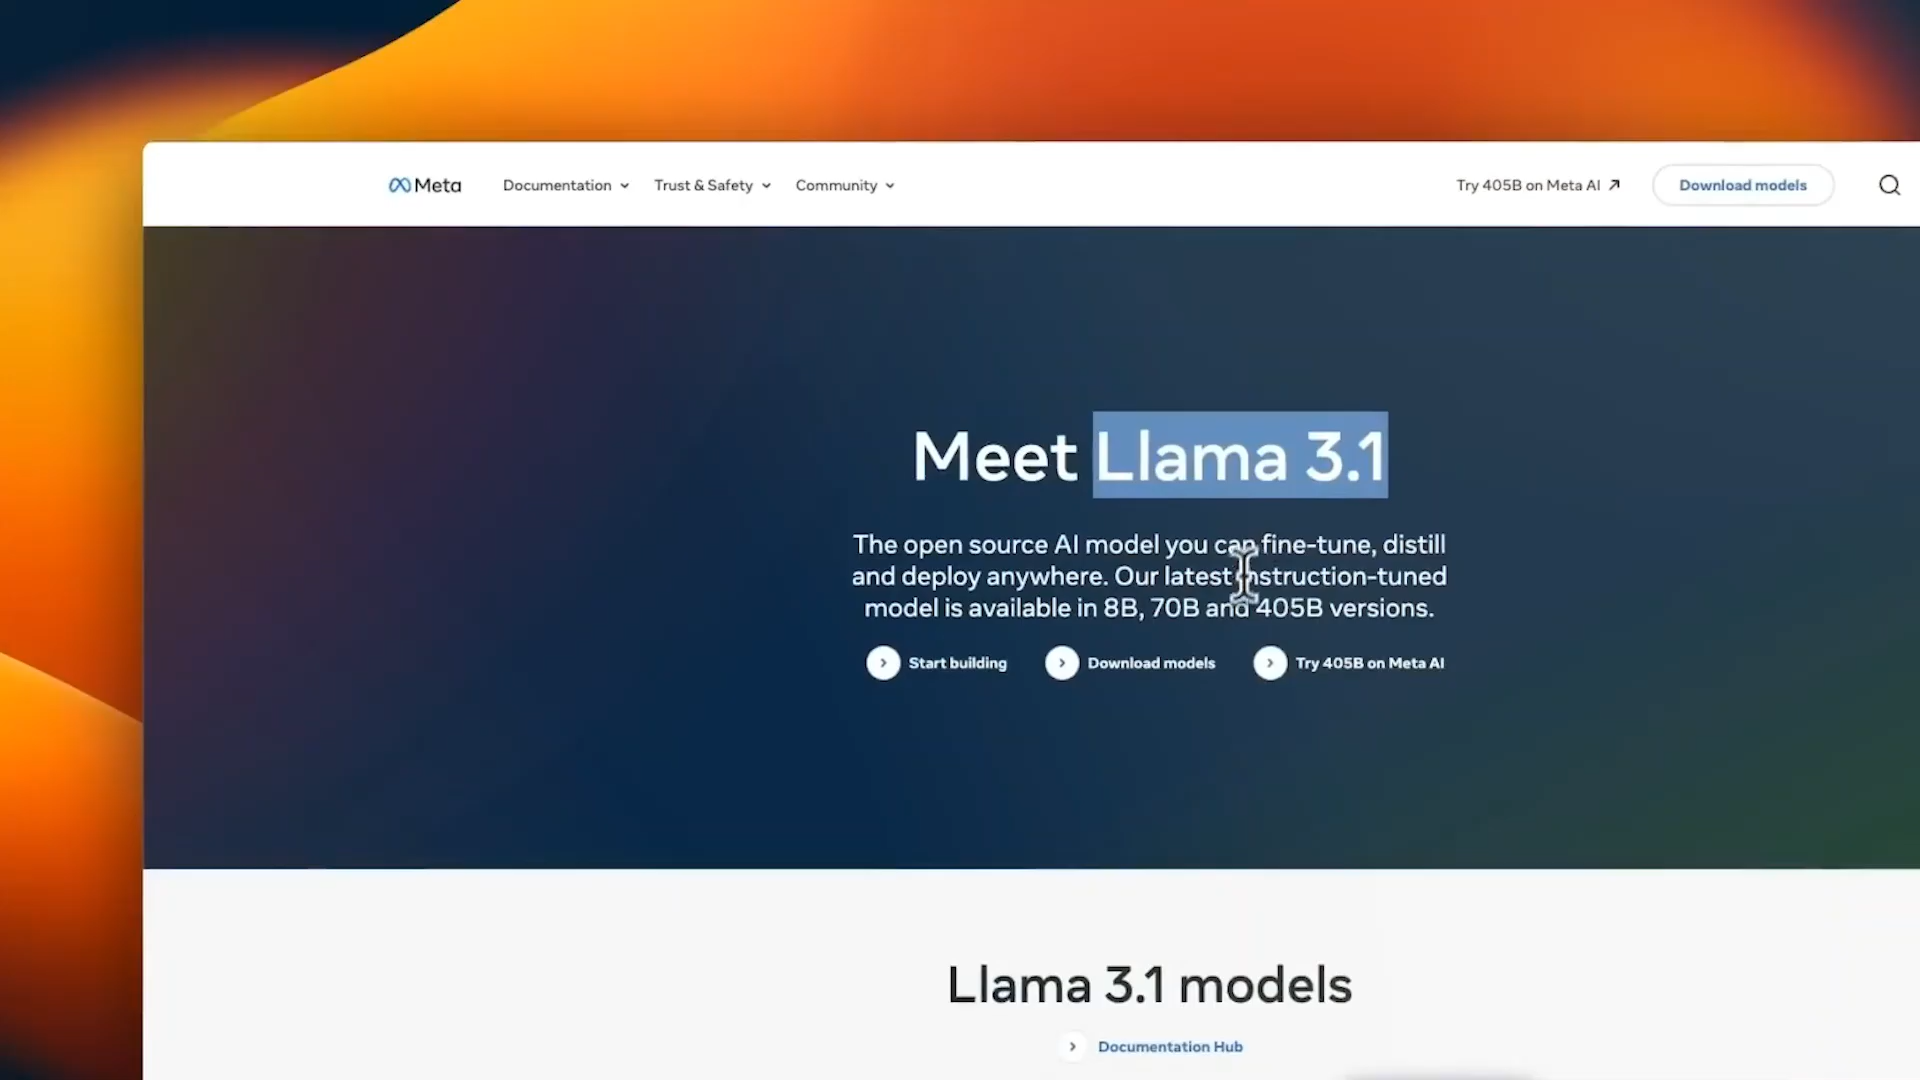 Meta
Documentation
Trust & Safety
Community
Try 405B on Meta AI
Download models
Meet Llama 3.1
The open source AI model you can fine-tune, distill
and deploy anywhere. Our latest instruction-tuned
model is available in 8B, 70B and 405B versions.
Start building
Download models
Try 405B on Meta AI
Llama 3.1 models
Documentation Hub